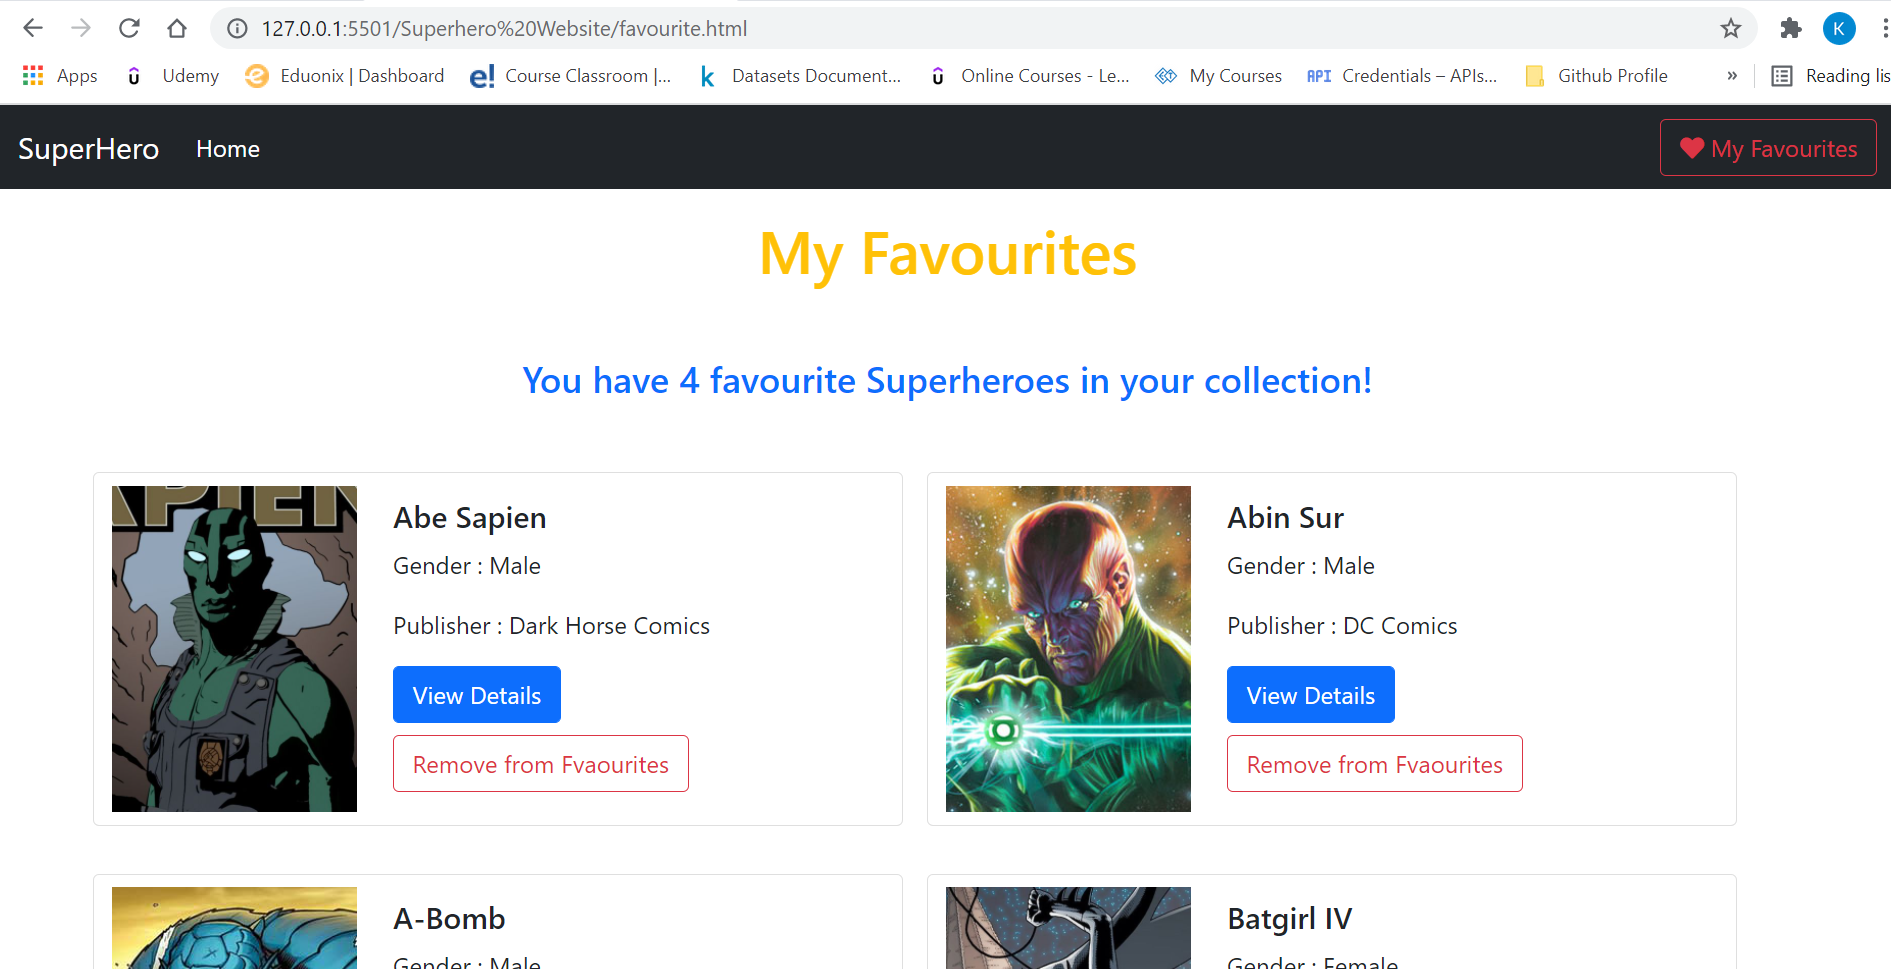 127.0.0.1:5501/Superhero%20Website/favourite.html
K
Apps Udemy Eduonix | Dashboard e! Course Classroom |... k Datasets Document... Online Courses - Le... My Courses API Credentials – APIs... Github Profile » Reading lis
SuperHero Home My Favourites
My Favourites
You have 4 favourite Superheroes in your collection!
SAPIEN
Abe Sapien
Gender : Male
Publisher : Dark Horse Comics
View Details
Remove from Fvaourites
Abin Sur
Gender : Male
Publisher : DC Comics
View Details
Remove from Fvaourites
A-Bomb
Gender : Male
Batgirl IV
Gender : Female